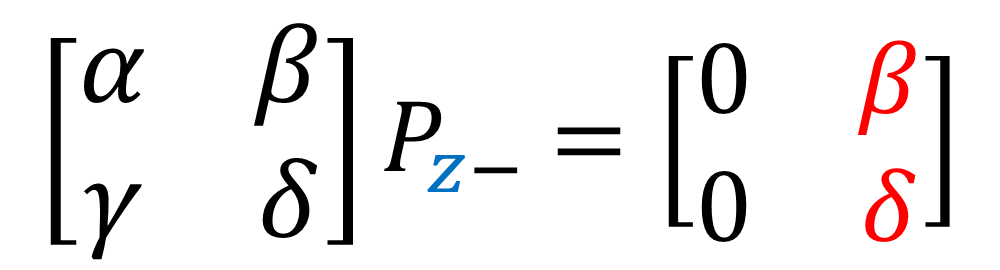 [α β
γ δ] P_z− = [0 β
0 δ]